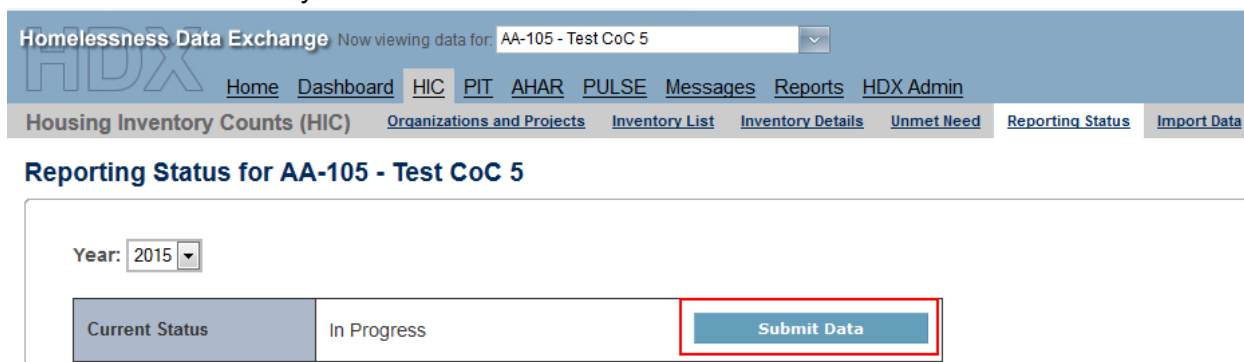 Homelessness Data Exchange Now viewing data for: AA-105 - Test CoC 5
HDX
Home Dashboard HIC PIT AHAR PULSE Messages Reports HDX Admin
Housing Inventory Counts (HIC) Organizations and Projects Inventory List Inventory Details Unmet Need Reporting Status Import Data
Reporting Status for AA-105 - Test CoC 5
Year: 2015
Current Status In Progress Submit Data